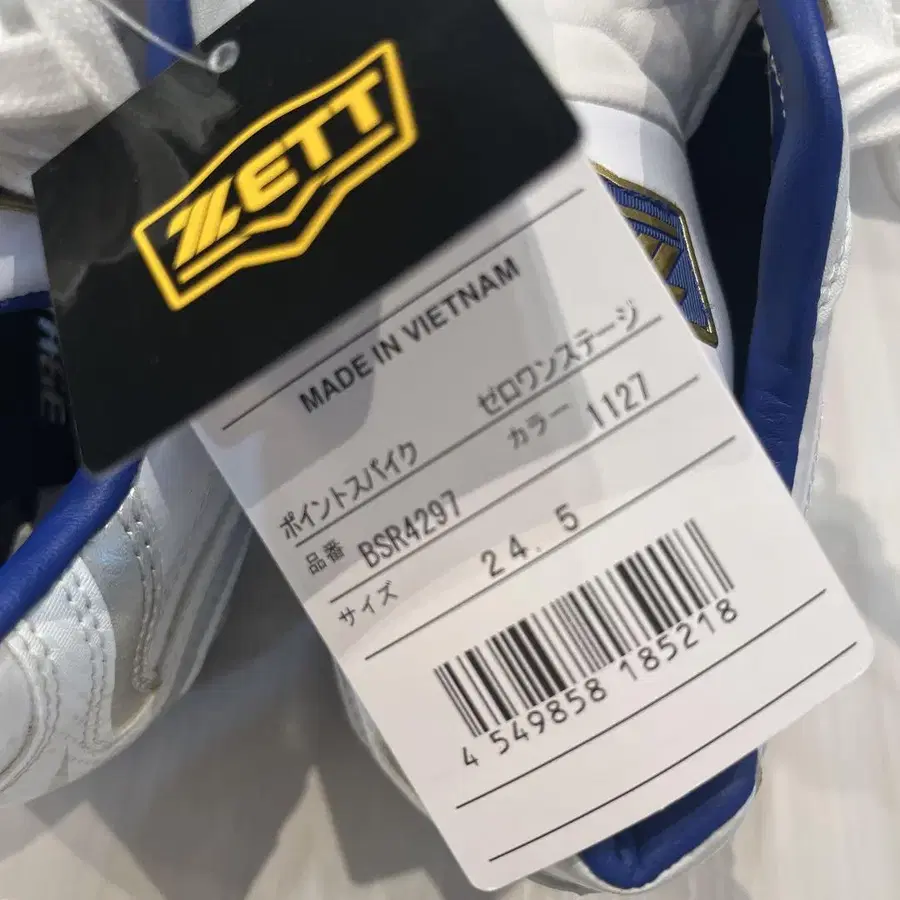 ZETT
MADE IN VIETNAM
ポイントスパイク ゼロワンステージ
品番 BSR4297 カラー 1127
サイズ 24.5
4 549858 185218